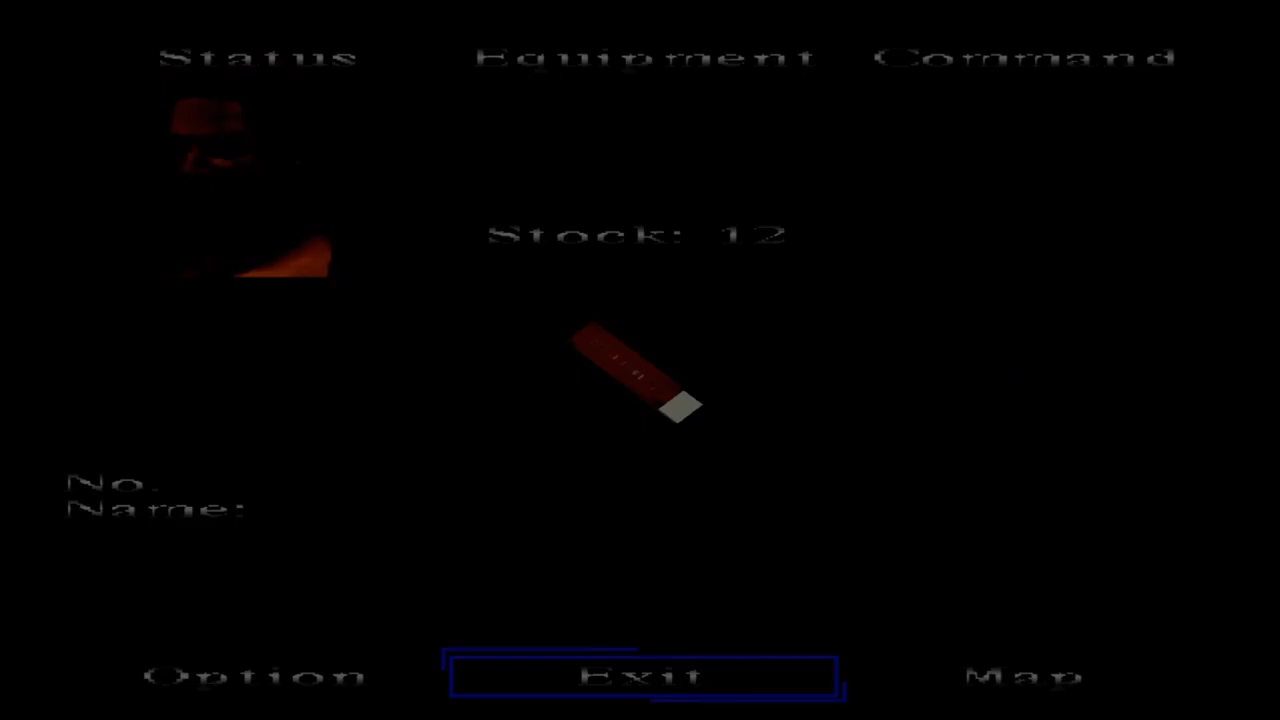 Status Equipment Command
Stock: 12
No.
Name:
Option Exit Map